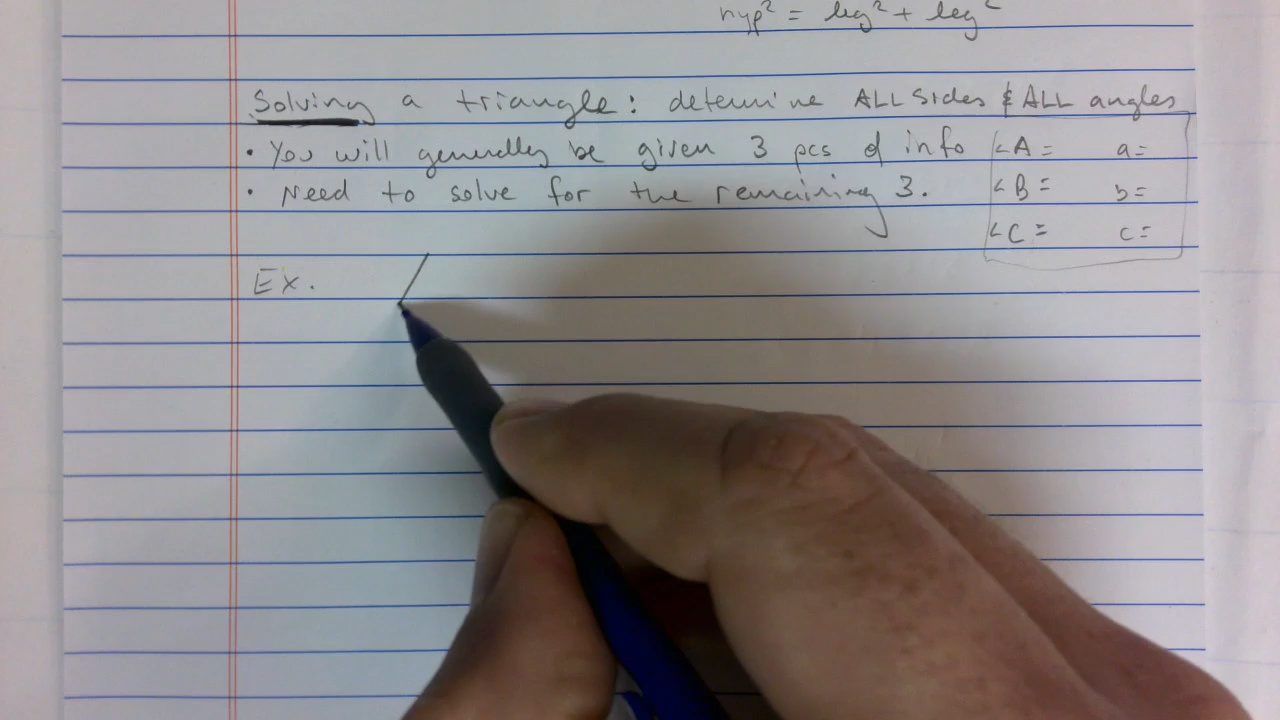 hyp² = leg² + leg²
Solving a triangle: determine ALL sides & ALL angles
• You will generally be given 3 pcs of info ∠A = a=
• Need to solve for the remaining 3. ∠B = b=
∠C = c=
Ex.